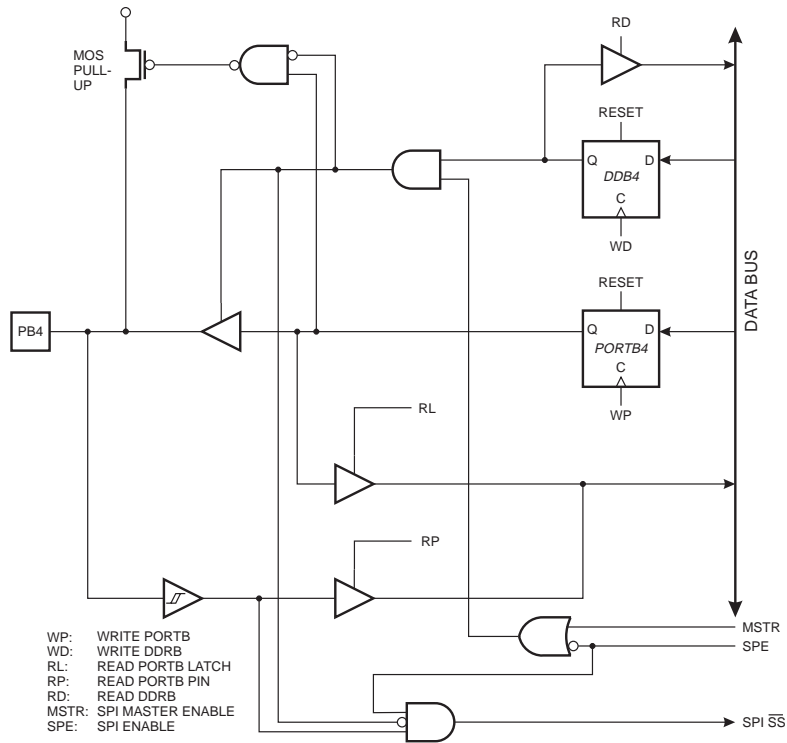 RD
MOS
PULL-
UP
RESET
Q D
DDB4
C
WD
RESET
PB4
Q D
PORTB4
C
WP
DATA BUS
RL
RP
MSTR
SPE
WP: WRITE PORTB
WD: WRITE DDRB
RL: READ PORTB LATCH
RP: READ PORTB PIN
RD: READ DDRB
MSTR: SPI MASTER ENABLE
SPE: SPI ENABLE
SPI S̅S̅